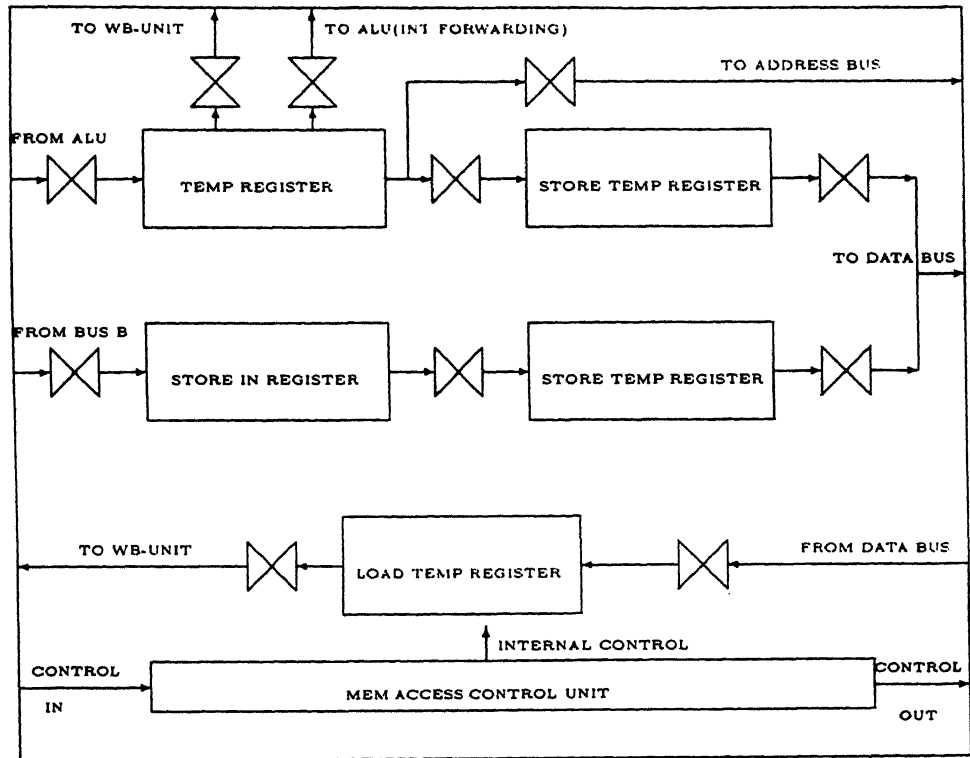 TO WB-UNIT
TO ALU(INT FORWARDING)
TO ADDRESS BUS
FROM ALU
TEMP REGISTER
STORE TEMP REGISTER
TO DATA BUS
FROM BUS B
STORE IN REGISTER
STORE TEMP REGISTER
TO WB-UNIT
LOAD TEMP REGISTER
FROM DATA BUS
INTERNAL CONTROL
CONTROL
IN
MEM ACCESS CONTROL UNIT
CONTROL
OUT